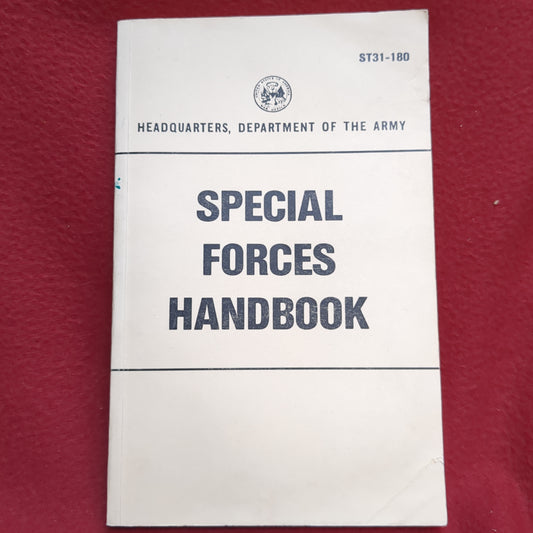 ST31-180
HEADQUARTERS, DEPARTMENT OF THE ARMY
SPECIAL
FORCES
HANDBOOK